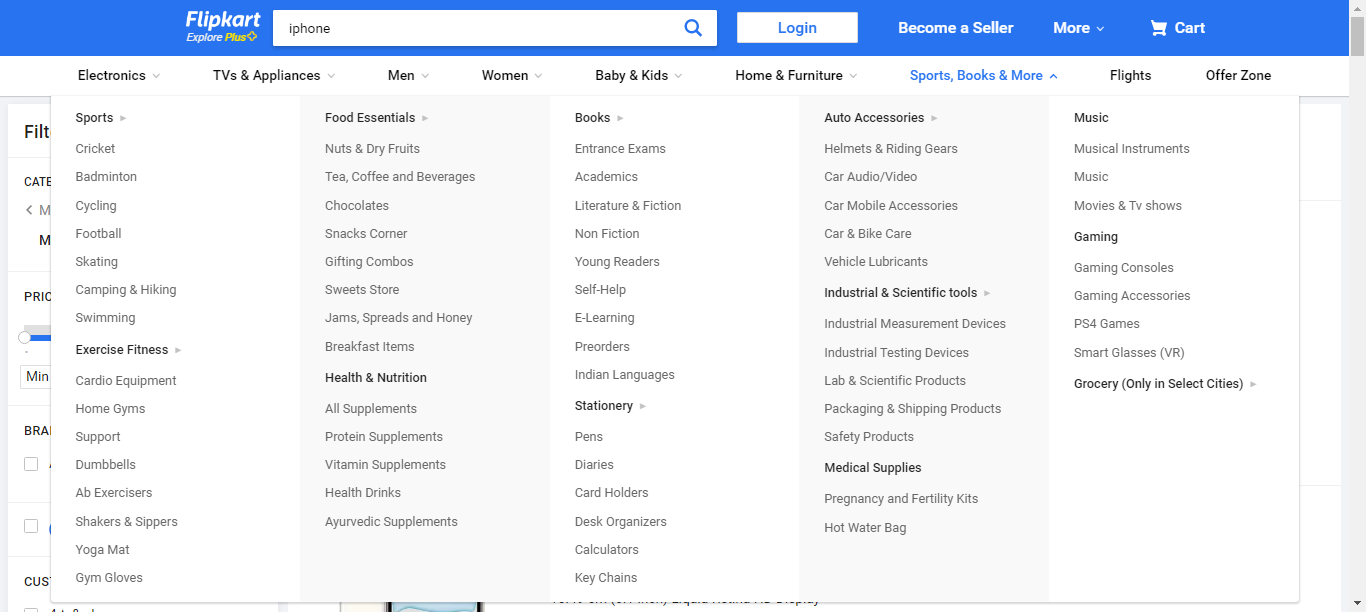 Flipkart
Explore Plus
iphone
Login
Become a Seller
More
Cart
Electronics
TVs & Appliances
Men
Women
Baby & Kids
Home & Furniture
Sports, Books & More
Flights
Offer Zone
Sports
Cricket
Badminton
Cycling
Football
Skating
Camping & Hiking
Swimming
Exercise Fitness
Cardio Equipment
Home Gyms
Support
Dumbbells
Ab Exercisers
Shakers & Sippers
Yoga Mat
Gym Gloves
Food Essentials
Nuts & Dry Fruits
Tea, Coffee and Beverages
Chocolates
Snacks Corner
Gifting Combos
Sweets Store
Jams, Spreads and Honey
Breakfast Items
Health & Nutrition
All Supplements
Protein Supplements
Vitamin Supplements
Health Drinks
Ayurvedic Supplements
Books
Entrance Exams
Academics
Literature & Fiction
Non Fiction
Young Readers
Self-Help
E-Learning
Preorders
Indian Languages
Stationery
Pens
Diaries
Card Holders
Desk Organizers
Calculators
Key Chains
Auto Accessories
Helmets & Riding Gears
Car Audio/Video
Car Mobile Accessories
Car & Bike Care
Vehicle Lubricants
Industrial & Scientific tools
Industrial Measurement Devices
Industrial Testing Devices
Lab & Scientific Products
Packaging & Shipping Products
Safety Products
Medical Supplies
Pregnancy and Fertility Kits
Hot Water Bag
Music
Musical Instruments
Music
Movies & Tv shows
Gaming
Gaming Consoles
Gaming Accessories
PS4 Games
Smart Glasses (VR)
Grocery (Only in Select Cities)
Min